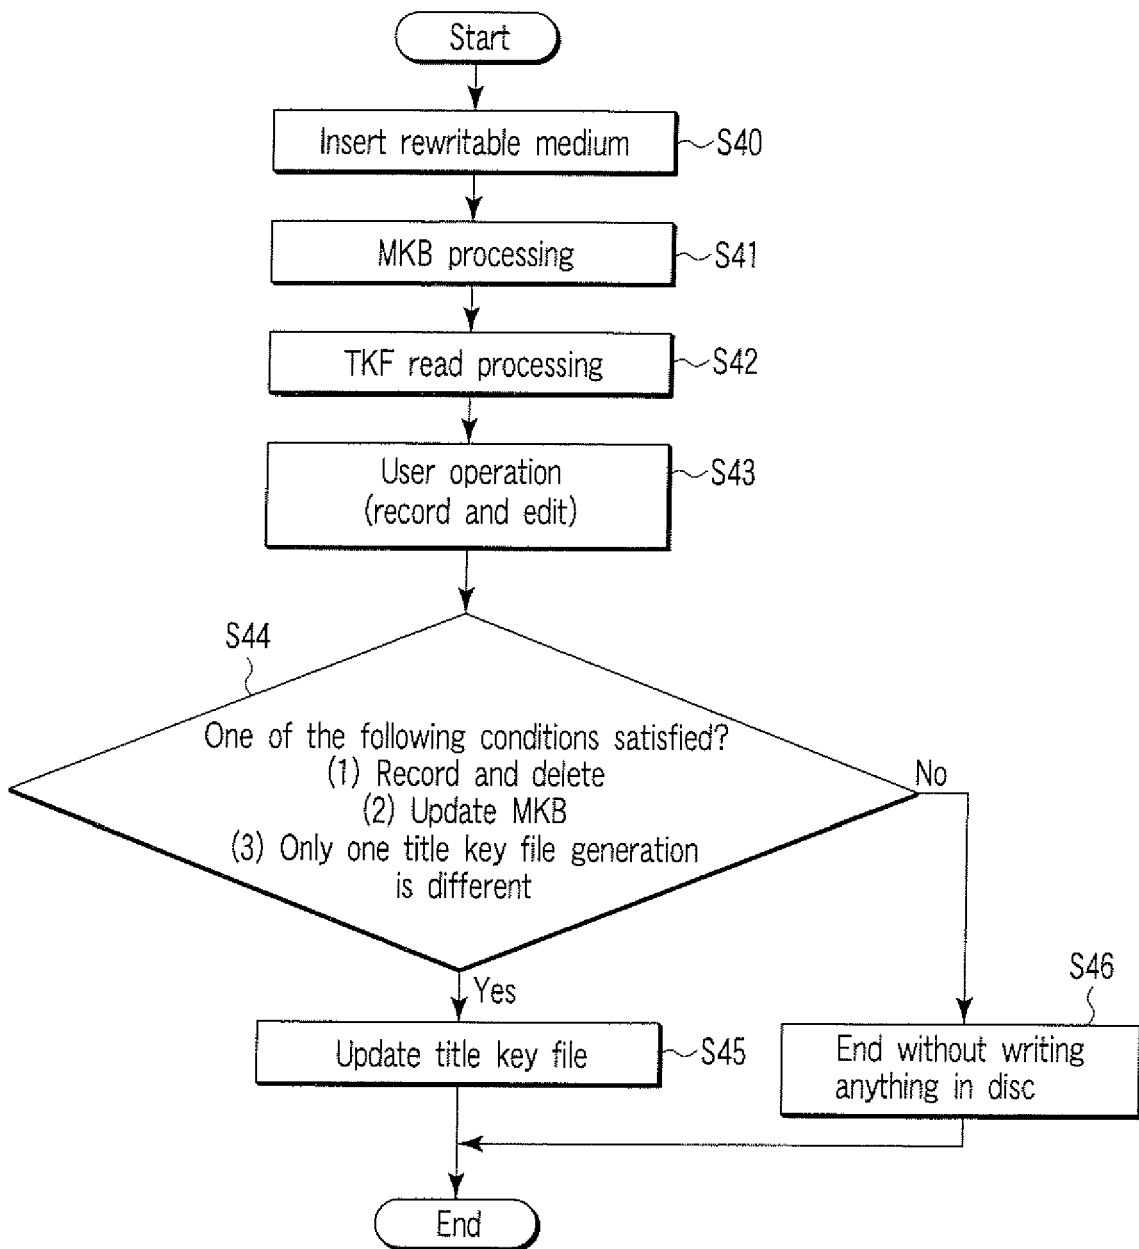 Start
Insert rewritable medium
S40
MKB processing
S41
TKF read processing
S42
User operation
(record and edit)
S43
S44
One of the following conditions satisfied?
(1) Record and delete
(2) Update MKB
(3) Only one title key file generation
is different
No
Yes
Update title key file
S45
S46
End without writing
anything in disc
End